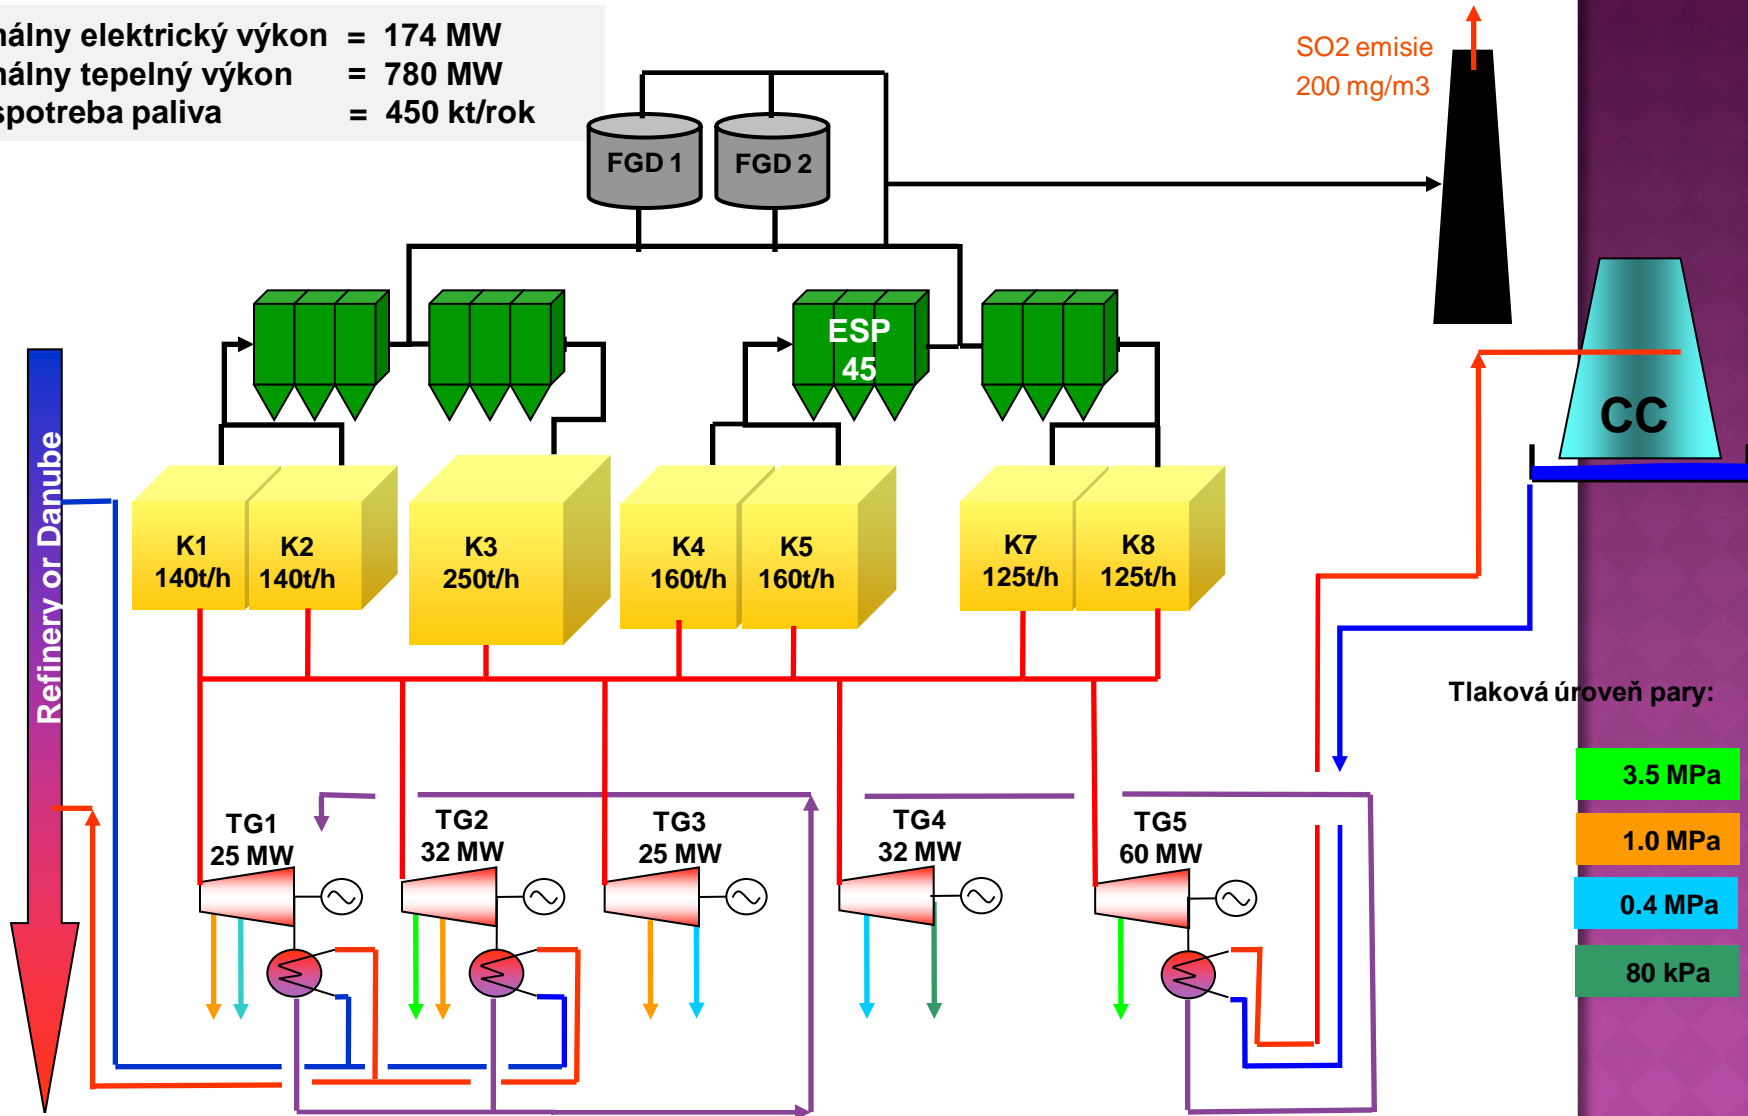 nálny elektrický výkon = 174 MW
nálny tepelný výkon = 780 MW
spotreba paliva = 450 kt/rok
SO2 emisie
200 mg/m3
FGD 1
FGD 2
ESP
45
CC
Refinery or Danube
K1
140t/h
K2
140t/h
K3
250t/h
K4
160t/h
K5
160t/h
K7
125t/h
K8
125t/h
Tlaková úroveň pary:
3.5 MPa
1.0 MPa
0.4 MPa
80 kPa
TG1
25 MW
TG2
32 MW
TG3
25 MW
TG4
32 MW
TG5
60 MW